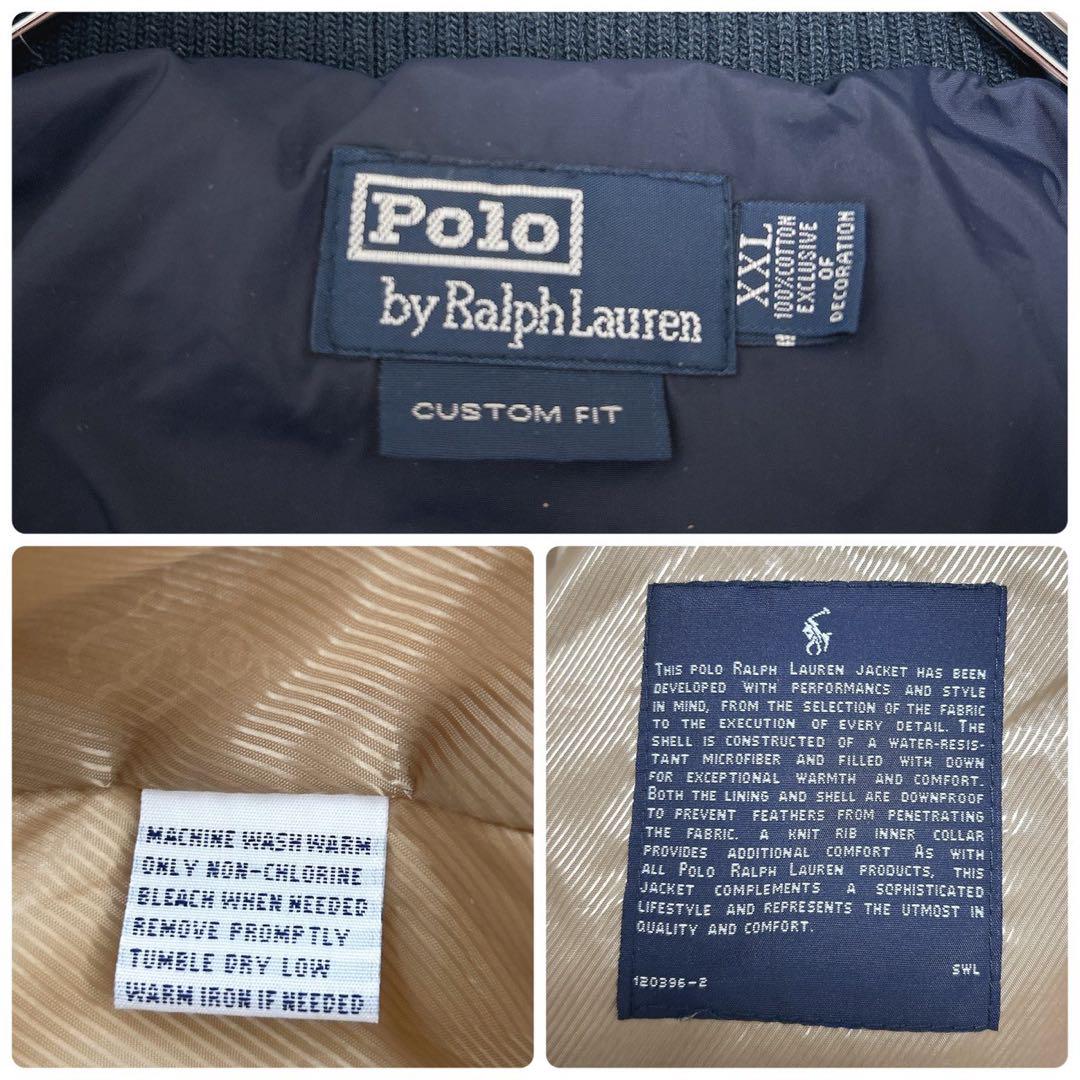 Polo
by Ralph Lauren
CUSTOM FIT
XXL
100%COTTON
EXCLUSIVE
OF
DECORATION
MACHINE WASH WARM
ONLY NON-CHLORINE
BLEACH WHEN NEEDED
REMOVE PROMPTLY
TUMBLE DRY LOW
WARM IRON IF NEEDED
THIS POLO RALPH LAUREN JACKET HAS BEEN
DEVELOPED WITH PERFORMANCS AND STYLE
IN MIND, FROM THE SELECTION OF THE FABRIC
TO THE EXECUTION OF EVERY DETAIL. THE
SHELL IS CONSTRUCTED OF A WATER-RESIS-
TANT MICROFIBER AND FILLED WITH DOWN
FOR EXCEPTIONAL WARMTH AND COMFORT.
BOTH THE LINING AND SHELL ARE DOWNPROOF
TO PREVENT FEATHERS FROM PENETRATING
THE FABRIC. A KNIT RIB INNER COLLAR
PROVIDES ADDITIONAL COMFORT AS WITH
ALL POLO RALPH LAUREN PRODUCTS, THIS
JACKET COMPLEMENTS A SOPHISTICATED
LIFESTYLE AND REPRESENTS THE UTMOST IN
QUALITY AND COMFORT.
SWL
120396-2